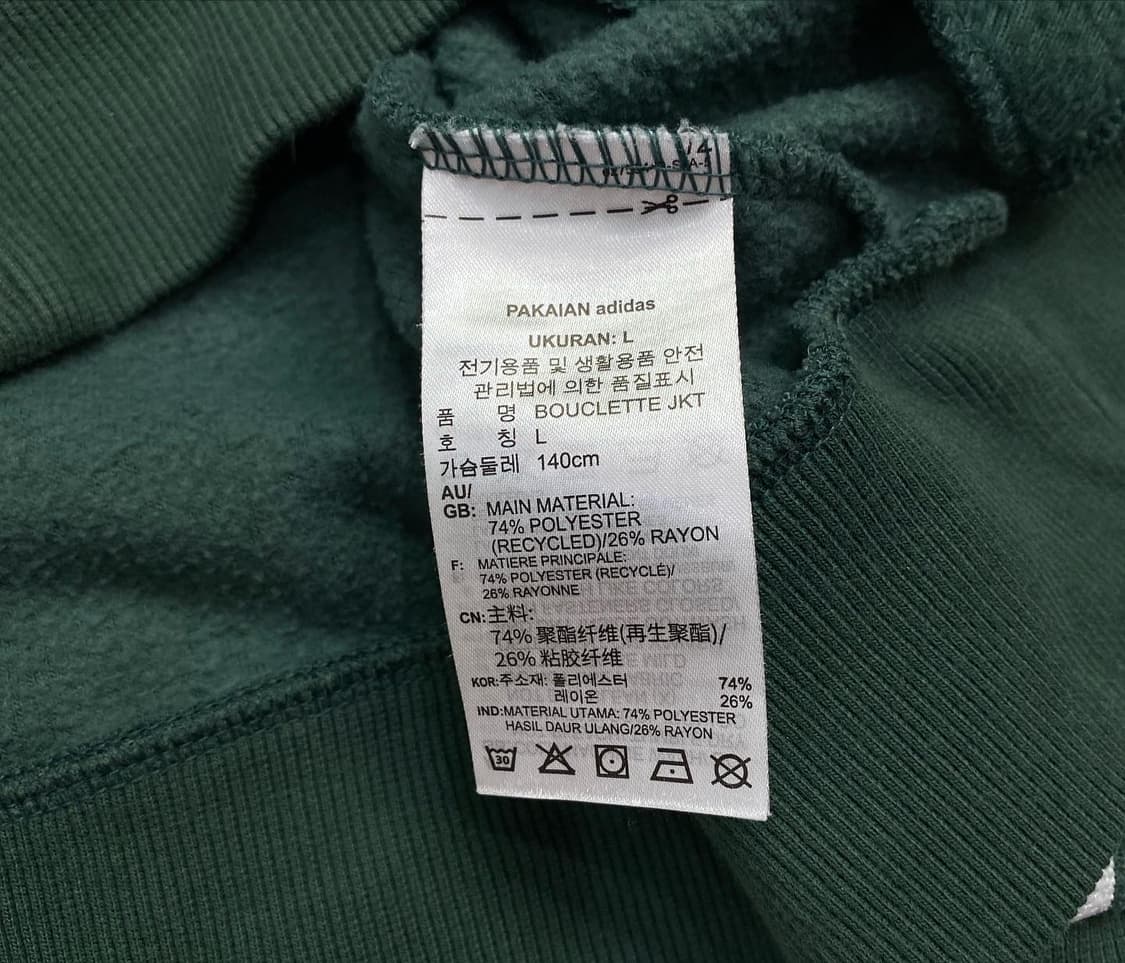 PAKAIAN adidas
UKURAN: L
전기용품 및 생활용품 안전
관리법에 의한 품질표시
품 명 BOUCLETTE JKT
호 칭 L
가슴둘레 140cm
AU/
GB: MAIN MATERIAL:
74% POLYESTER
(RECYCLED)/26% RAYON
F: MATIERE PRINCIPALE:
74% POLYESTER (RECYCLÉ)/
26% RAYONNE
CN:主料:
74% 聚酯纤维(再生聚酯)/
26% 粘胶纤维
KOR:주소재: 폴리에스터 74%
레이온 26%
IND:MATERIAL UTAMA: 74% POLYESTER
HASIL DAUR ULANG/26% RAYON
30